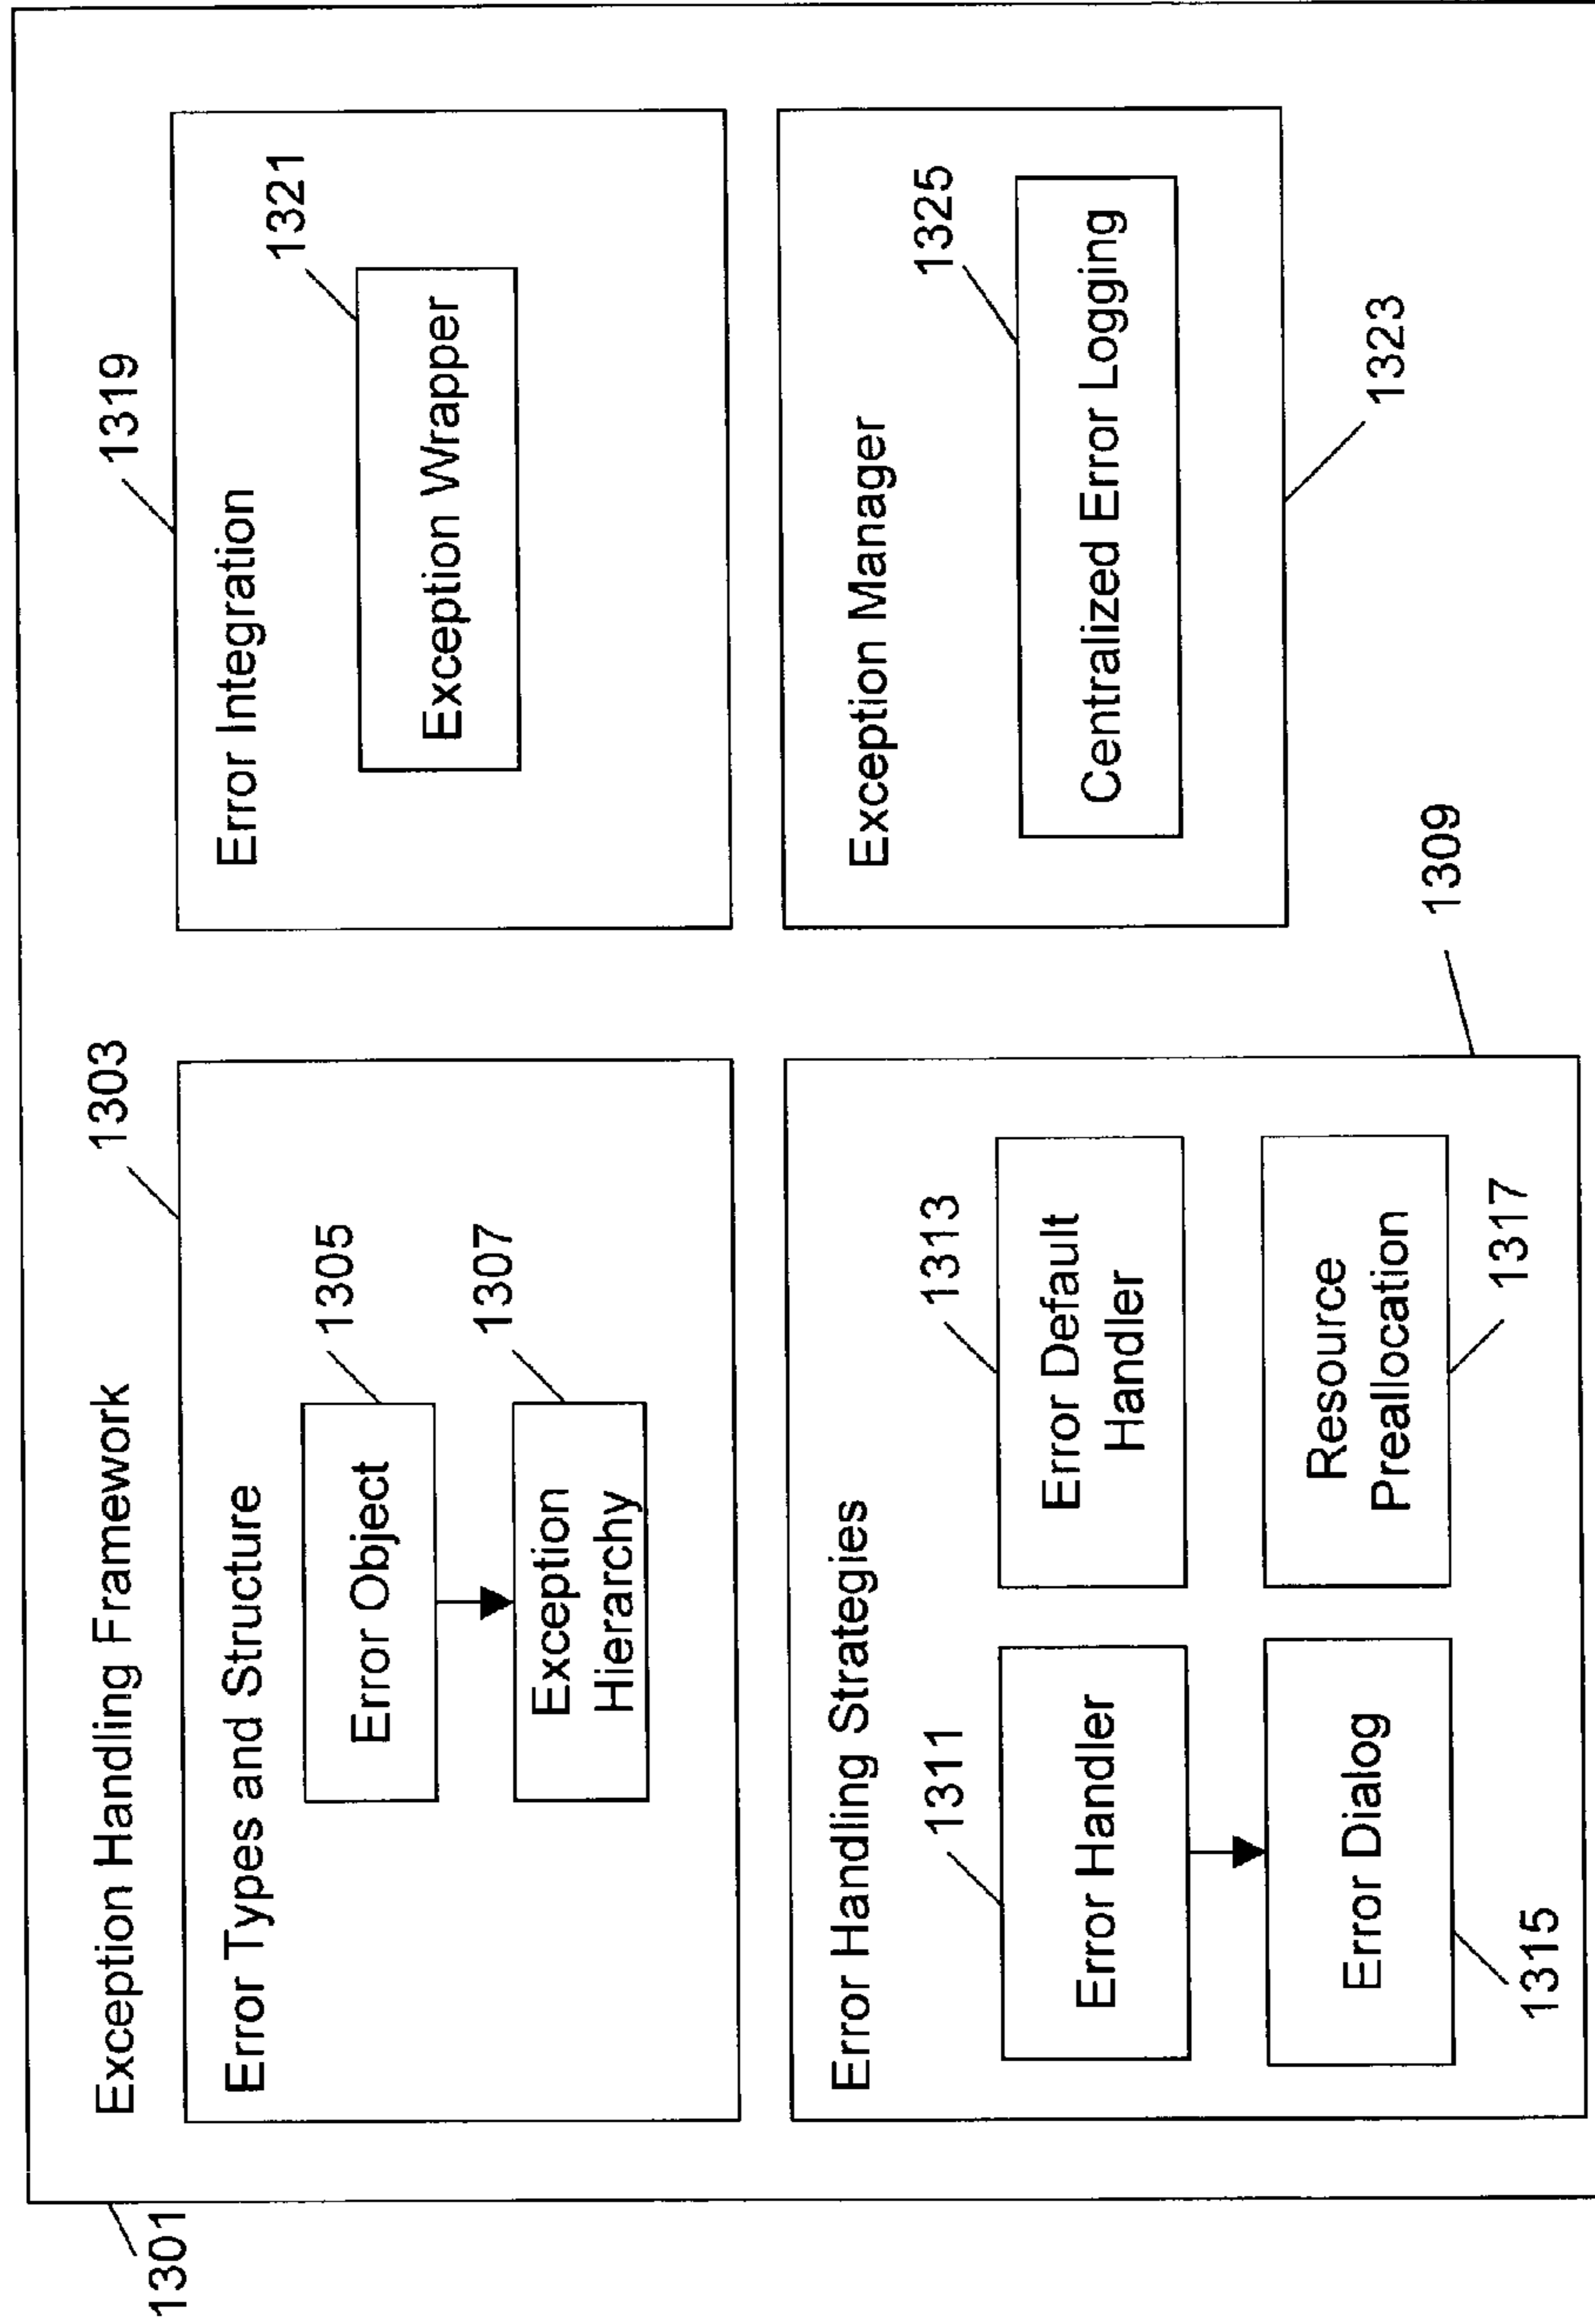 1301
Exception Handling Framework
1303
Error Types and Structure
1305
Error Object
1307
Exception
Hierarchy
1319
Error Integration
1321
Exception Wrapper
Error Handling Strategies
1311
Error Handler
1313
Error Default
Handler
Error Dialog
1315
Resource
Preallocation
1317
1309
Exception Manager
1325
Centralized Error Logging
1323